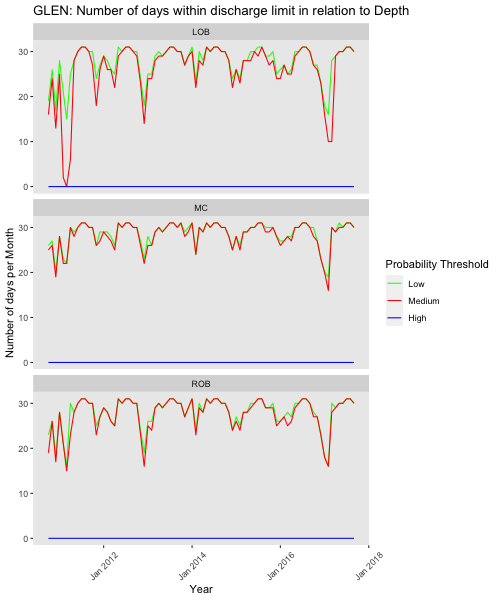 GLEN: Number of days within discharge limit in relation to Depth
LOB
30
20
10
0
MC
30
20
10
0
ROB
30
20
10
0
Number of days per Month
Jan 2012
Jan 2014
Jan 2016
Jan 2018
Year
Probability Threshold
Low
Medium
High